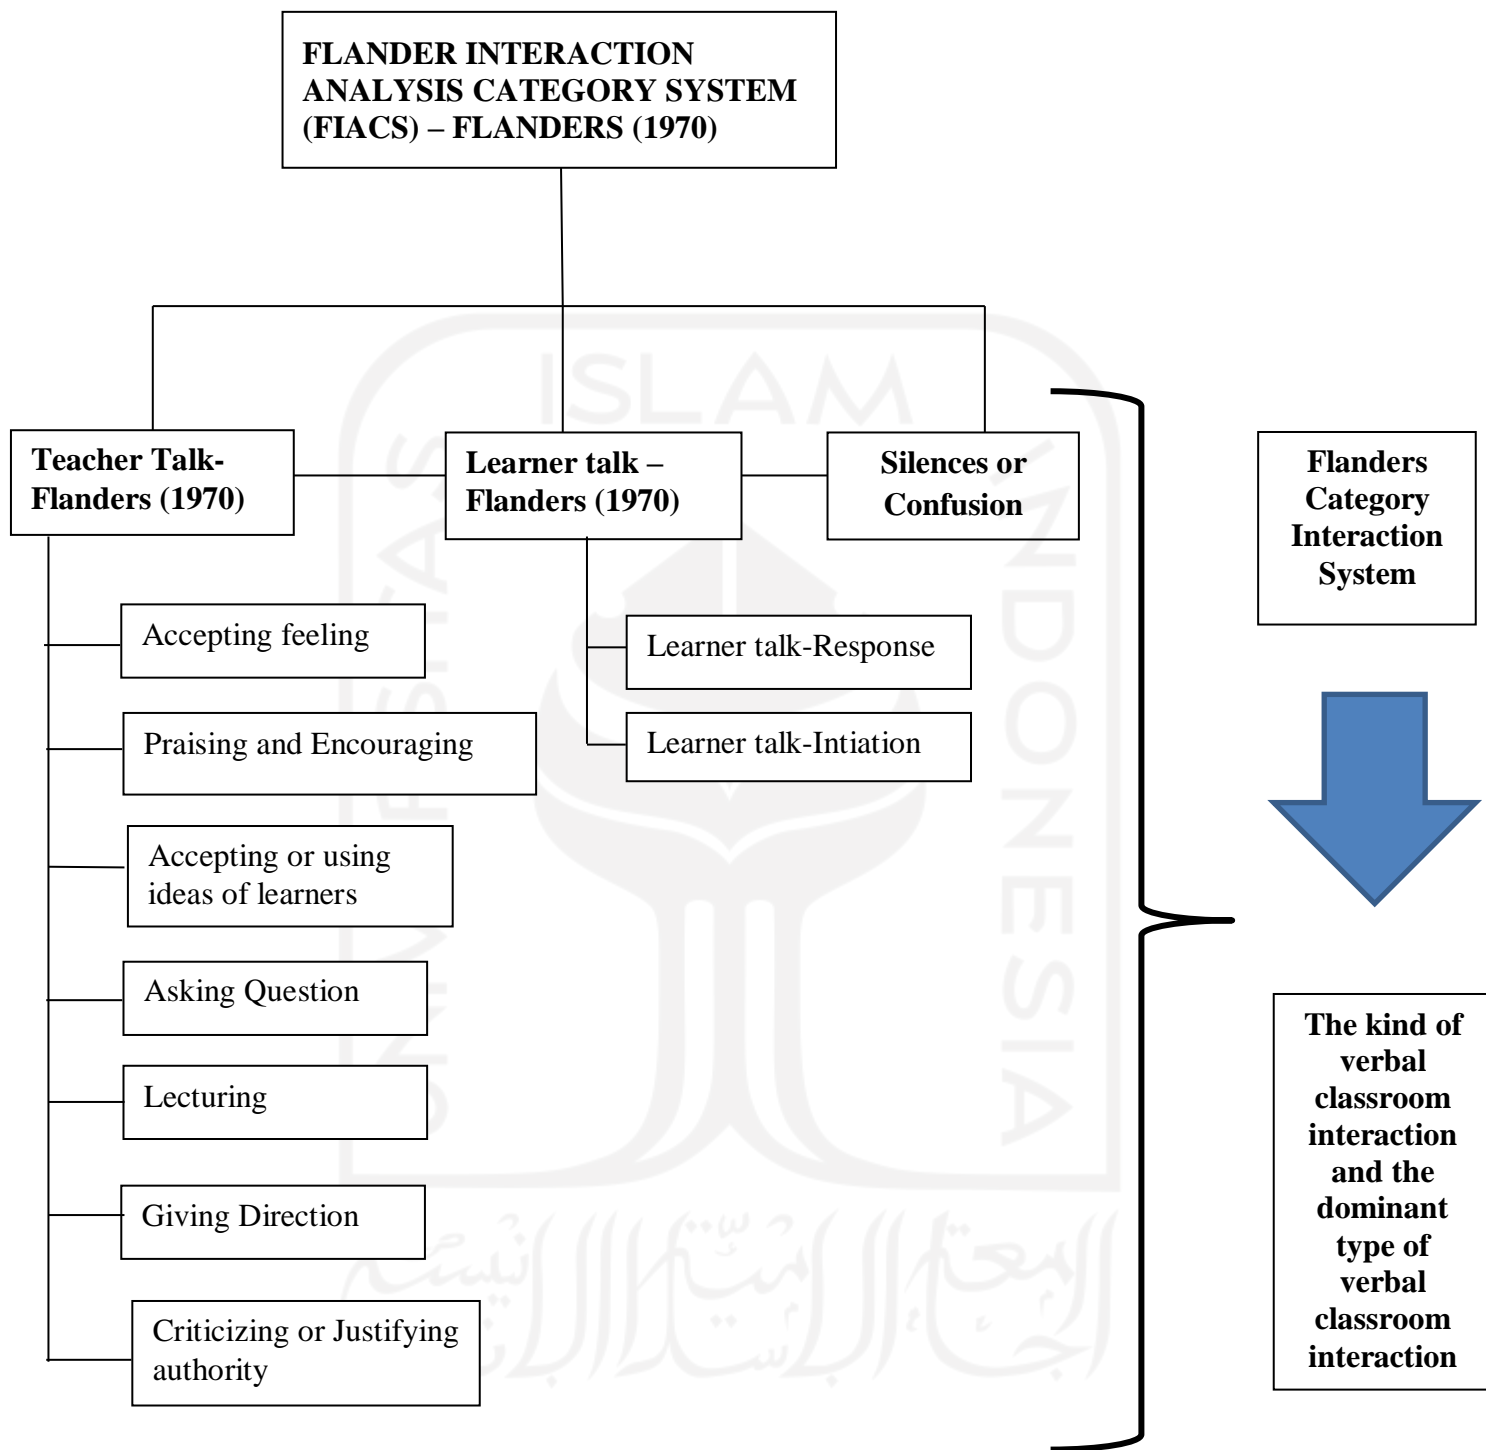 FLANDER INTERACTION
ANALYSIS CATEGORY SYSTEM
(FIACS) – FLANDERS (1970)
Teacher Talk-
Flanders (1970)
Learner talk –
Flanders (1970)
Silences or
Confusion
Accepting feeling
Praising and Encouraging
Accepting or using
ideas of learners
Asking Question
Lecturing
Giving Direction
Criticizing or Justifying
authority
Learner talk-Response
Learner talk-Intiation
Flanders
Category
Interaction
System
The kind of
verbal
classroom
interaction
and the
dominant
type of
verbal
classroom
interaction
ISLAM
INDONESIA